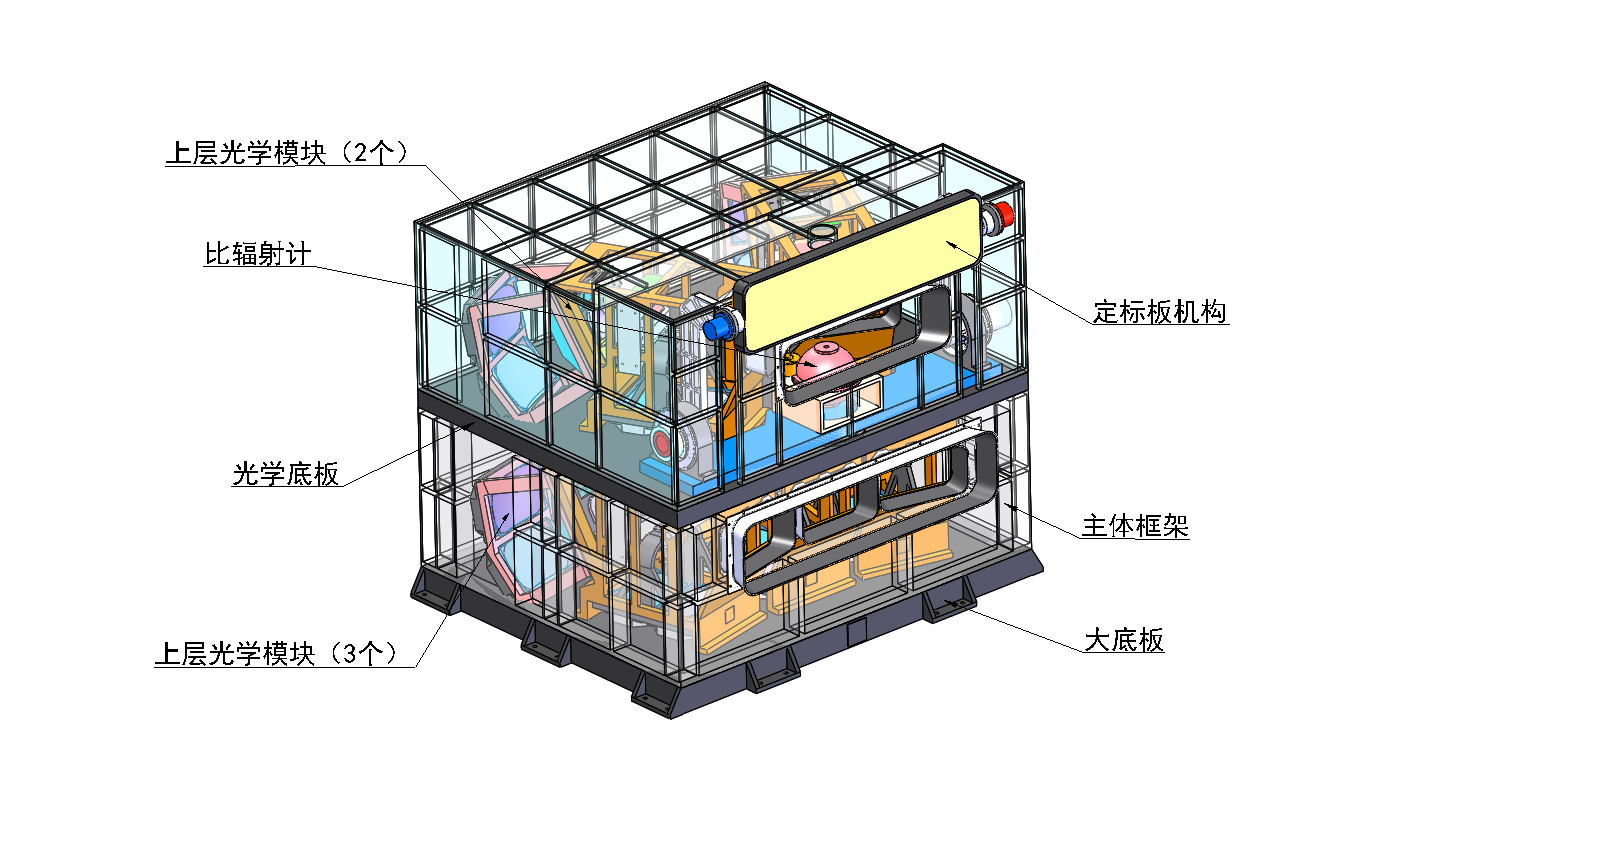 上层光学模块（2个）
比辐射计
定标板机构
光学底板
主体框架
上层光学模块（3个）
大底板